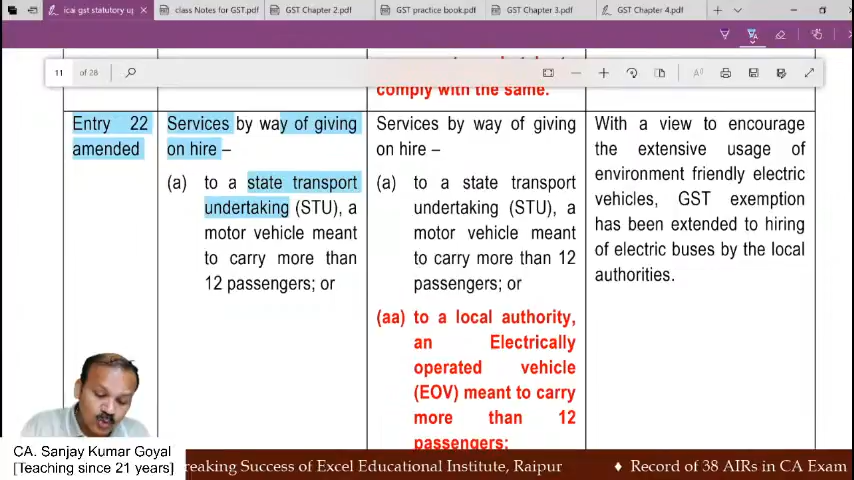 icai gst statutory up
class Notes for GST.pdf
GST Chapter 2.pdf
GST practice book.pdf
GST Chapter 3.pdf
GST Chapter 4.pdf
11 of 28
comply with the same.
Entry 22
amended
Services by way of giving
on hire –
(a) to a state transport
undertaking (STU), a
motor vehicle meant
to carry more than
12 passengers; or
Services by way of giving
on hire –
(a) to a state transport
undertaking (STU), a
motor vehicle meant
to carry more than 12
passengers; or
(aa) to a local authority,
an Electrically
operated vehicle
(EOV) meant to carry
more than 12
passengers;
With a view to encourage
the extensive usage of
environment friendly electric
vehicles, GST exemption
has been extended to hiring
of electric buses by the local
authorities.
CA. Sanjay Kumar Goyal
[Teaching since 21 years]
reaking Success of Excel Educational Institute, Raipur ♦ Record of 38 AIRs in CA Exam